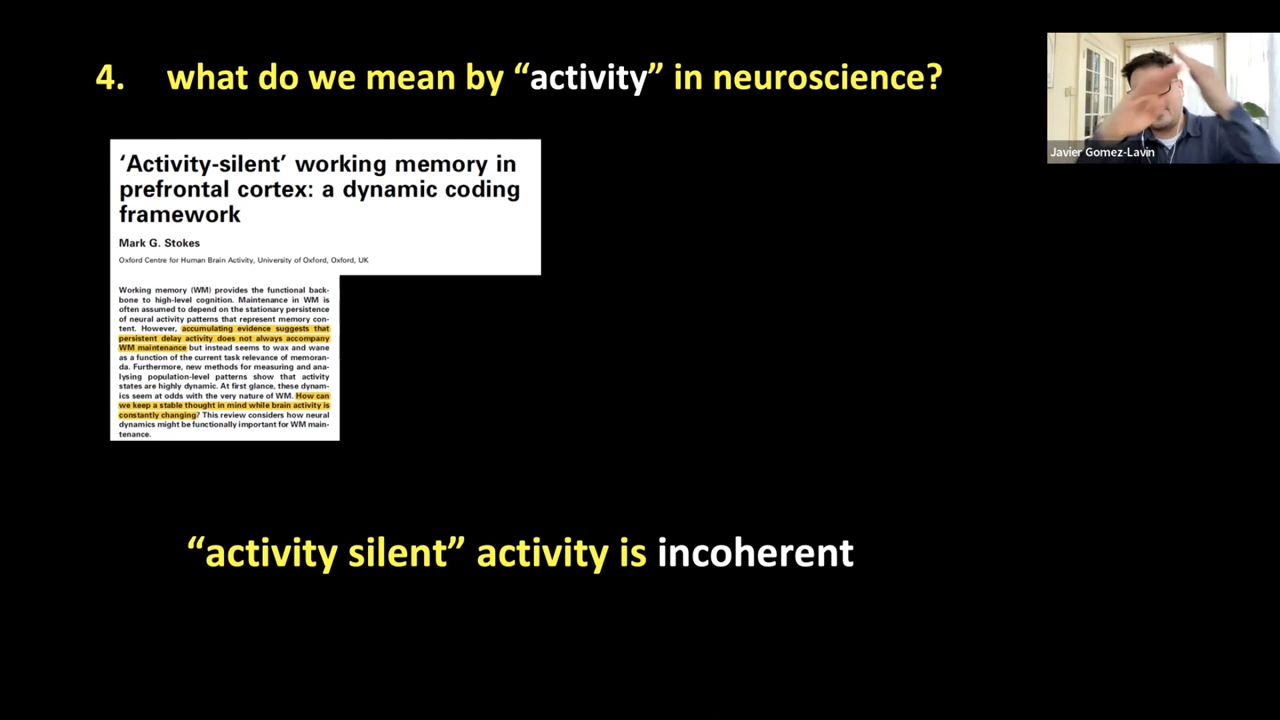 4. what do we mean by “activity” in neuroscience?
Javier Gomez-Lavin
‘Activity-silent’ working memory in
prefrontal cortex: a dynamic coding
framework
Mark G. Stokes
Oxford Centre for Human Brain Activity, University of Oxford, Oxford, UK
Working memory (WM) provides the functional back-
bone to high-level cognition. Maintenance in WM is
often assumed to depend on the stationary persistence
of neural activity patterns that represent memory con-
tent. However, accumulating evidence suggests that
persistent delay activity does not always accompany
WM maintenance but instead seems to wax and wane
as a function of the current task relevance of memoran-
da. Furthermore, new methods for measuring and ana-
lysing population-level patterns show that activity
states are highly dynamic. At first glance, these dynam-
ics seem at odds with the very nature of WM. How can
we keep a stable thought in mind while brain activity is
constantly changing? This review considers how neural
dynamics might be functionally important for WM main-
tenance.
“activity silent” activity is incoherent